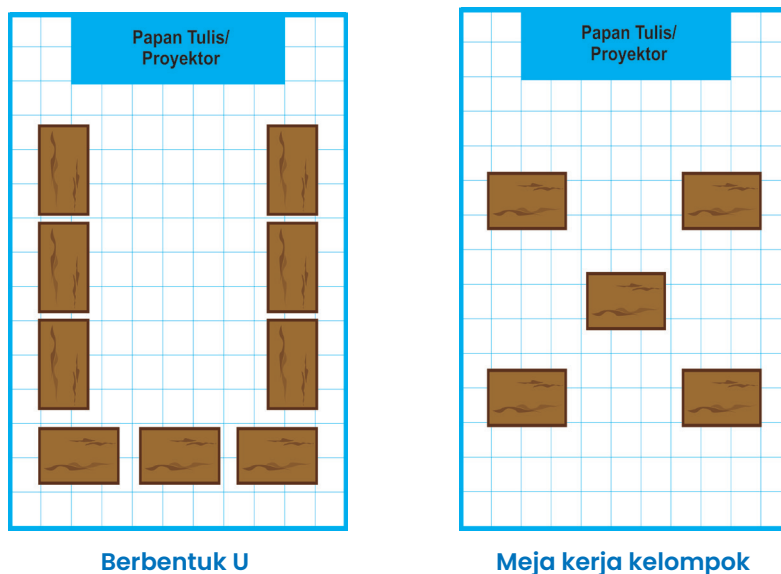 Papan Tulis/
Proyektor
Papan Tulis/
Proyektor
Berbentuk U
Meja kerja kelompok